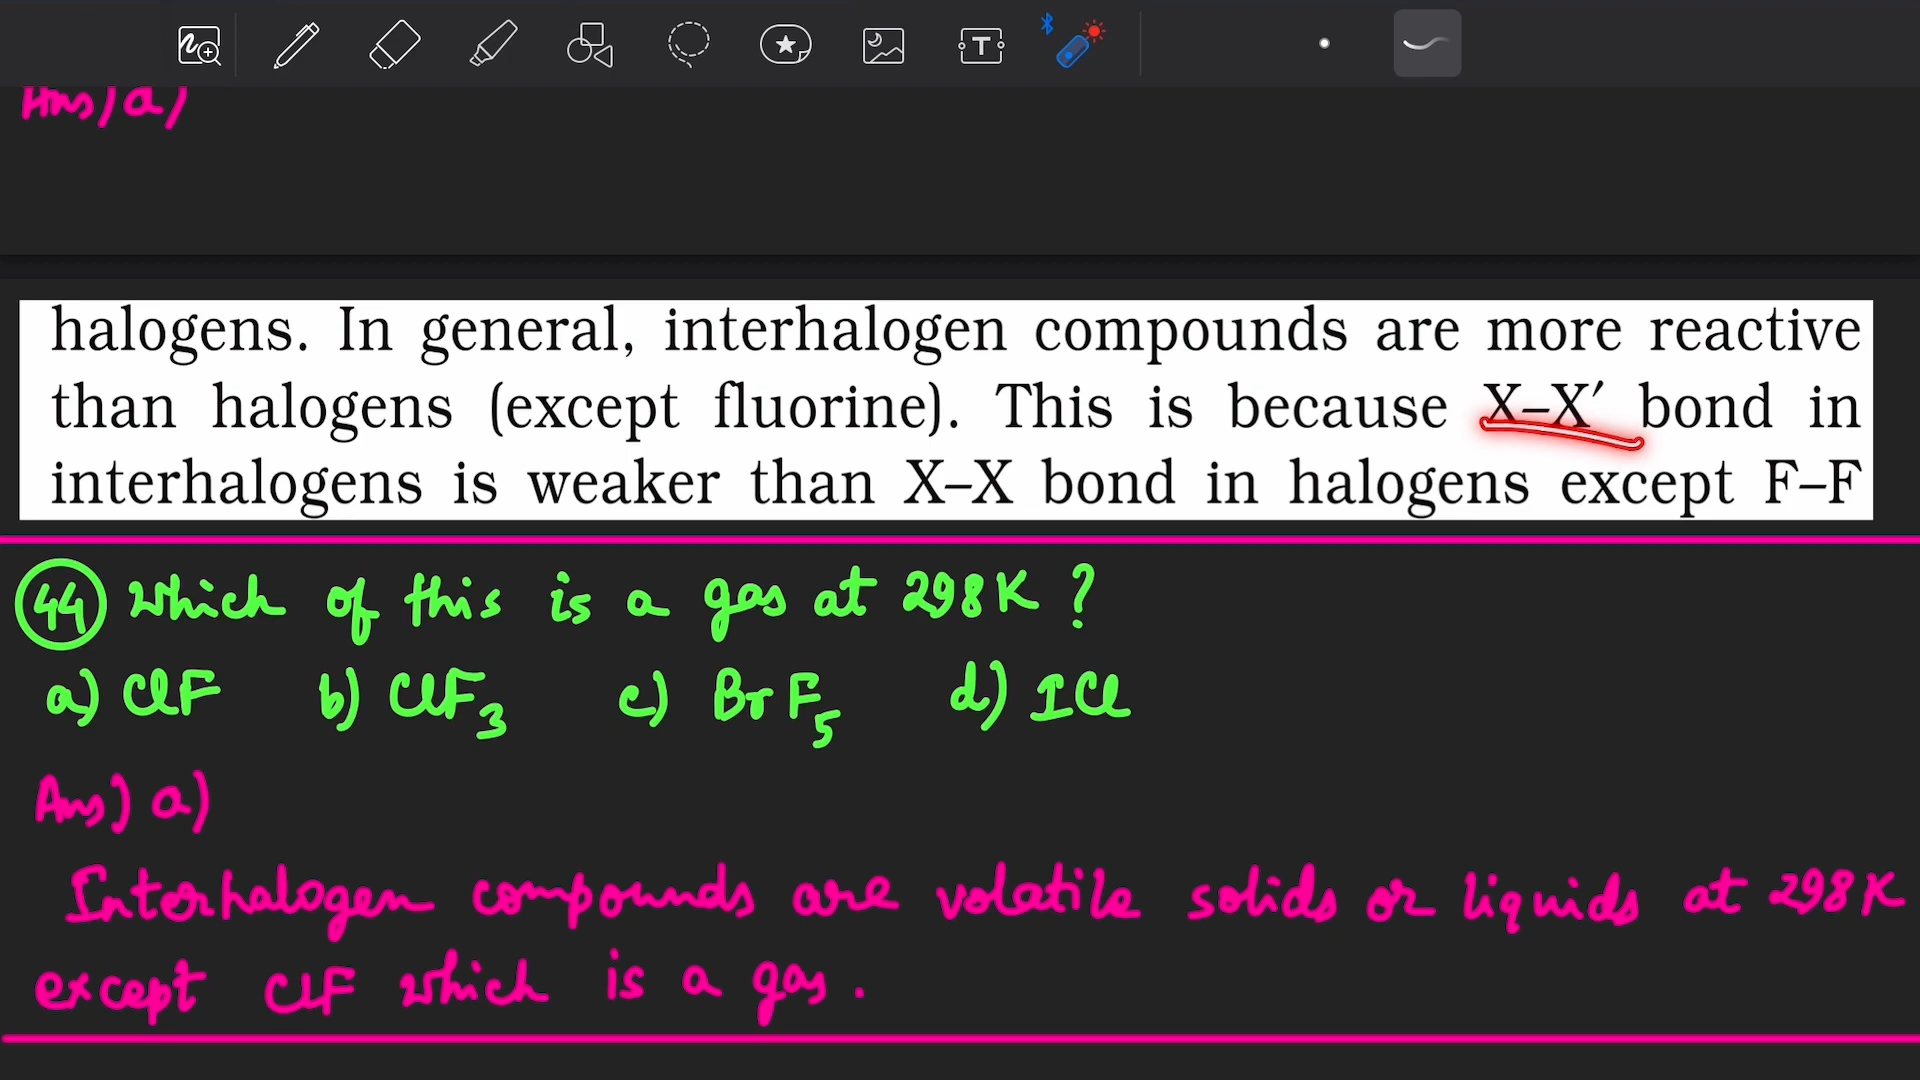 Ans) a)
halogens. In general, interhalogen compounds are more reactive
than halogens (except fluorine). This is because X–X′ bond in
interhalogens is weaker than X–X bond in halogens except F–F
44 Which of this is a gas at 298K ?
a) ClF b) ClF₃ c) BrF₅ d) ICl
Ans) a)
Interhalogen compounds are volatile solids or liquids at 298K
except ClF which is a gas.